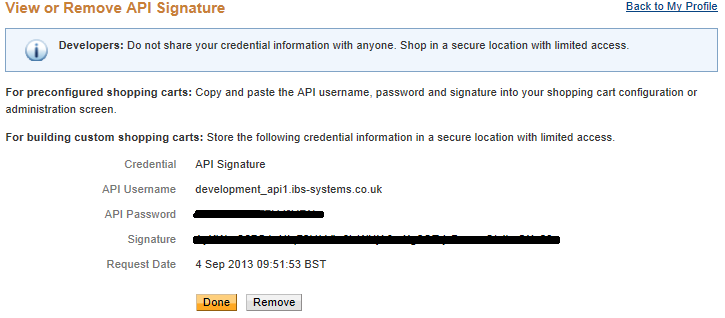 View or Remove API Signature
Back to My Profile
Developers: Do not share your credential information with anyone. Shop in a secure location with limited access.
For preconfigured shopping carts: Copy and paste the API username, password and signature into your shopping cart configuration or
administration screen.
For building custom shopping carts: Store the following credential information in a secure location with limited access.
Credential API Signature
API Username development_api1.ibs-systems.co.uk
API Password
Signature
Request Date 4 Sep 2013 09:51:53 BST
Done Remove